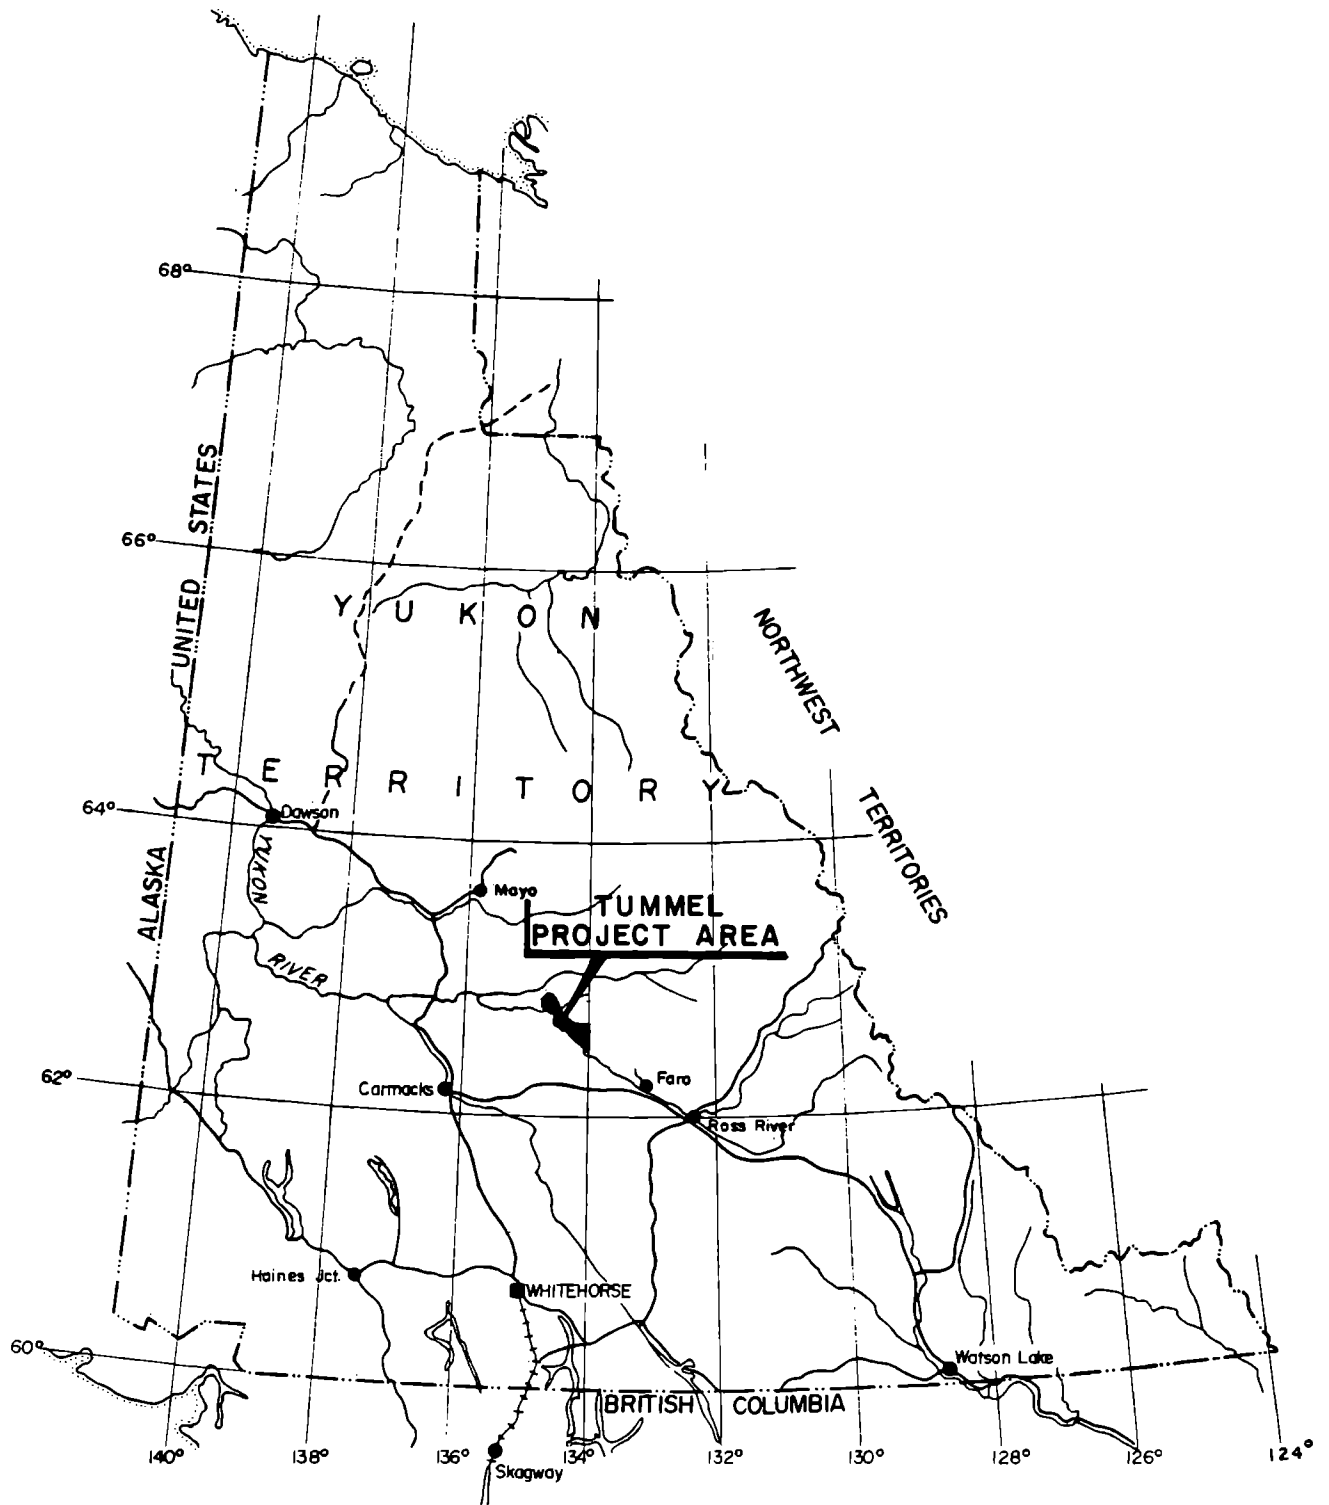 68°
UNITED STATES
66°
YUKON
NORTHWEST
TERRITORY
64°
Dawson
TERRITORIES
YUKON
ALASKA
Mayo
TUMMEL
PROJECT AREA
RIVER
62°
Carmacks
Faro
Ross River
Haines Jct.
WHITEHORSE
60°
Watson Lake
BRITISH COLUMBIA
140° 138° 136° 134° 132° 130° 128° 126° 124°
Skagway